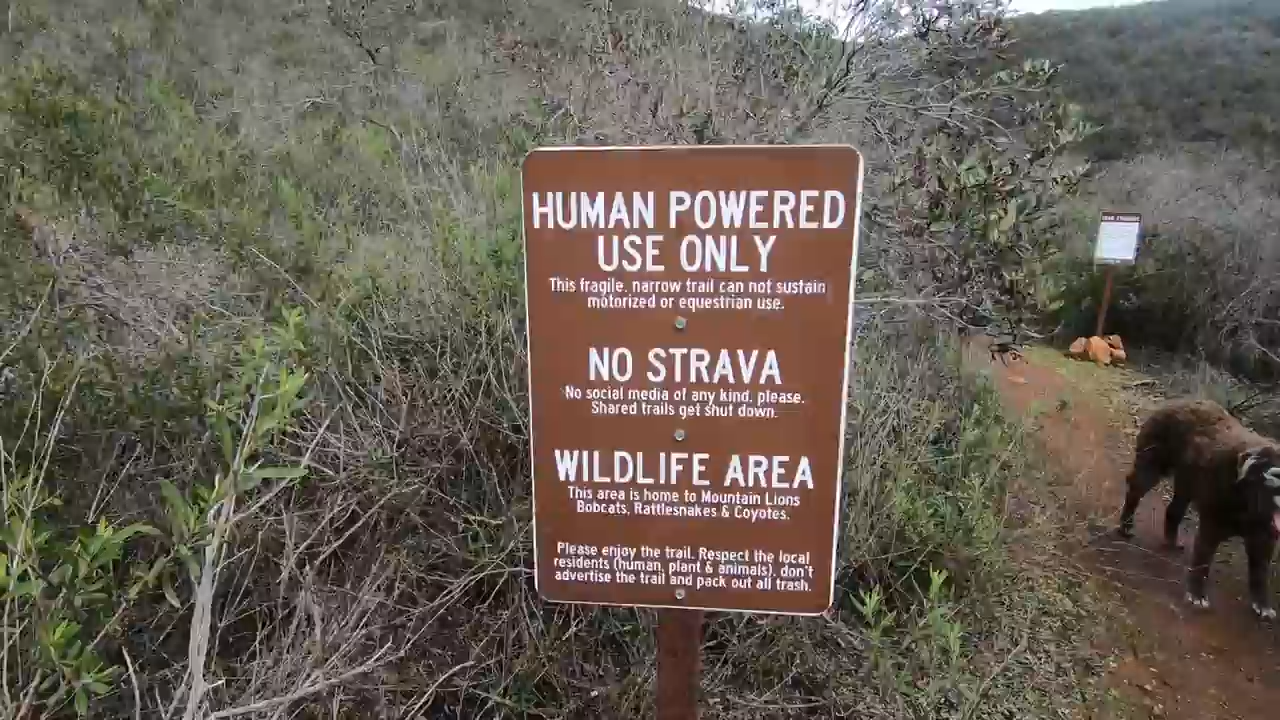 HUMAN POWERED
USE ONLY
This fragile, narrow trail can not sustain
motorized or equestrian use.
NO STRAVA
No social media of any kind, please.
Shared trails get shut down.
WILDLIFE AREA
This area is home to Mountain Lions
Bobcats, Rattlesnakes & Coyotes.
Please enjoy the trail. Respect the local
residents (human, plant & animals), don't
advertise the trail and pack out all trash.